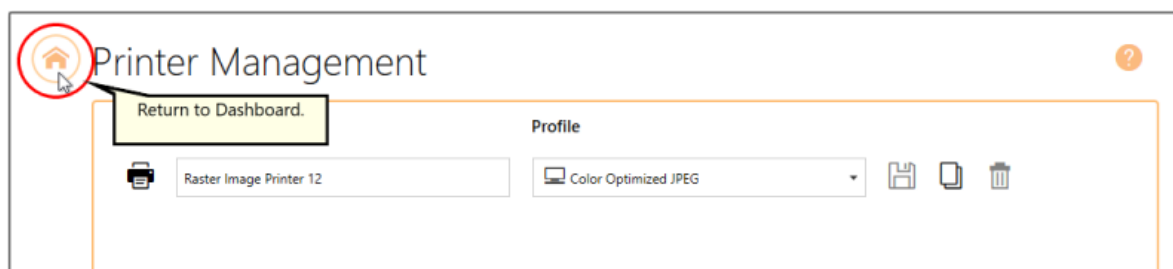 Printer Management
?
Return to Dashboard.
Profile
Raster Image Printer 12
Color Optimized JPEG